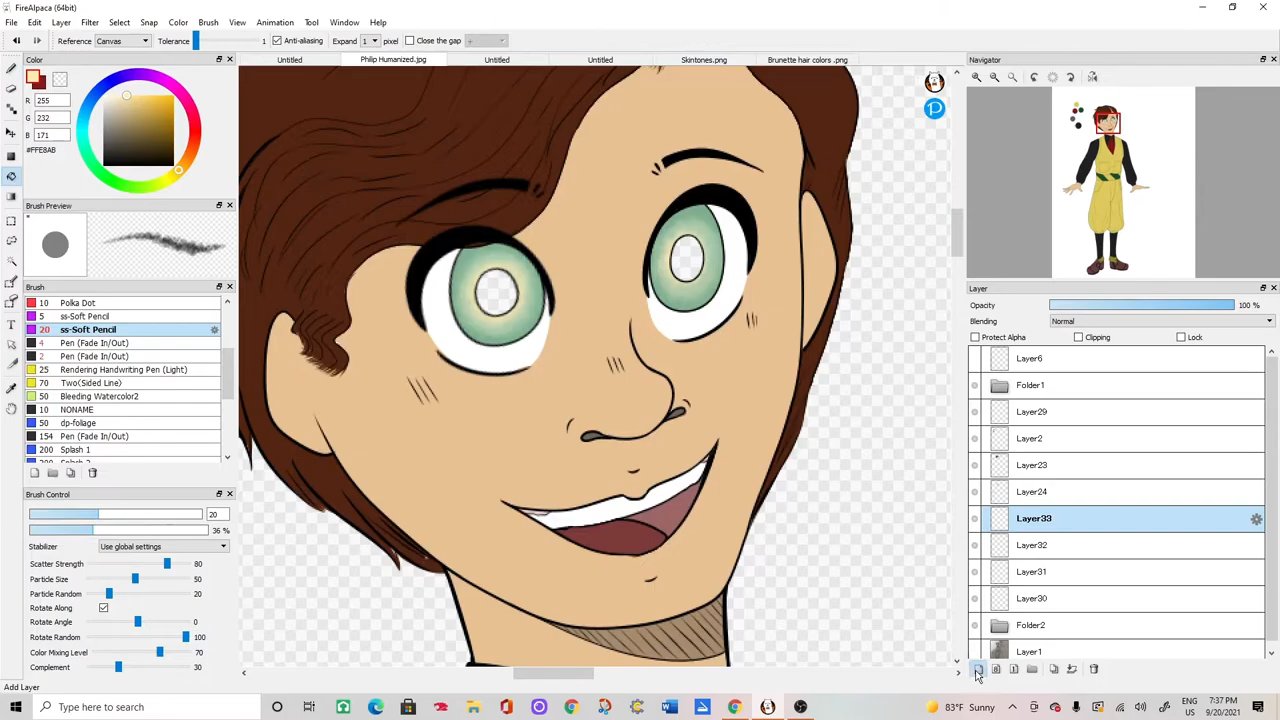 FireAlpaca (64bit)
File Edit Layer Filter Select Snap Color Brush View Animation Tool Window Help
Reference Canvas Tolerance 1 Anti-aliasing Expand 1 pixel Close the gap
Color
Untitled Philip Humanized.jpg Untitled Untitled Skintones.png Brunette hair colors .png
Navigator
R 255
G 232
B 171
#FFE8AB
Brush Preview
Brush
10 Polka Dot
5 ss-Soft Pencil
20 ss-Soft Pencil
4 Pen (Fade In/Out)
2 Pen (Fade In/Out)
25 Rendering Handwriting Pen (Light)
70 Two(Sided Line)
50 Bleeding Watercolor2
10 NONAME
50 dp-foliage
154 Pen (Fade In/Out)
200 Splash 1
200 Splash 2
Brush Control
20
36 %
Stabilizer Use global settings
Scatter Strength 80
Particle Size 50
Particle Random 20
Rotate Along
Rotate Angle 0
Rotate Random 100
Color Mixing Level 70
Complement 30
Layer
Opacity 100 %
Blending Normal
Protect Alpha Clipping Lock
Layer6
Folder1
Layer29
Layer2
Layer23
Layer24
Layer33
Layer32
Layer31
Layer30
Folder2
Layer1
Add Layer
Type here to search
83°F Sunny
ENG
US
7:37 PM
9/20/2021